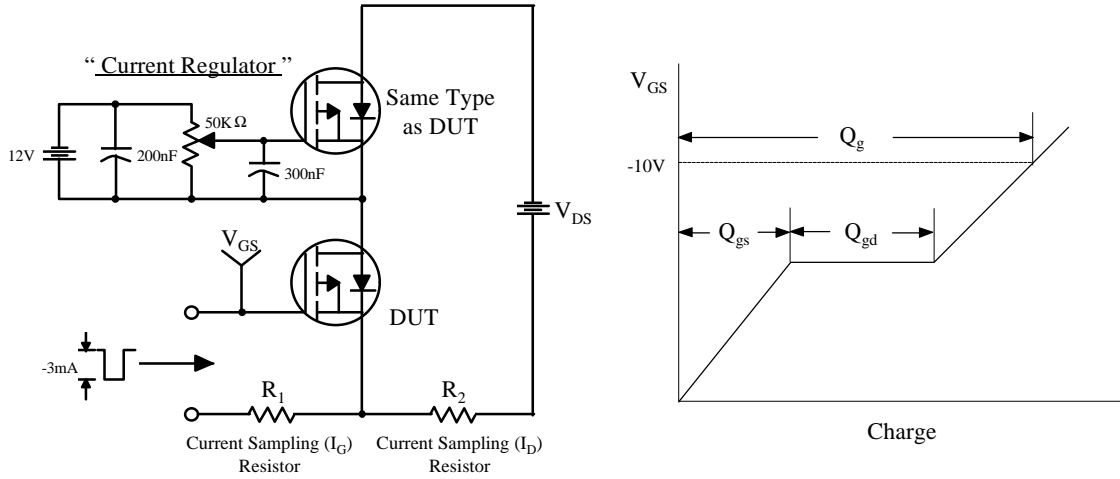 “ Current Regulator ”
Same Type
as DUT
50KΩ
12V
200nF
300nF
V_DS
V_GS
DUT
-3mA
R_1
R_2
Current Sampling (I_G)
Resistor
Current Sampling (I_D)
Resistor
V_GS
Q_g
-10V
Q_gs
Q_gd
Charge